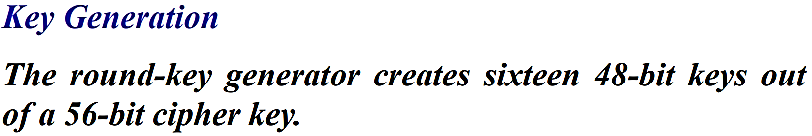 Key Generation
The round-key generator creates sixteen 48-bit keys out
of a 56-bit cipher key.